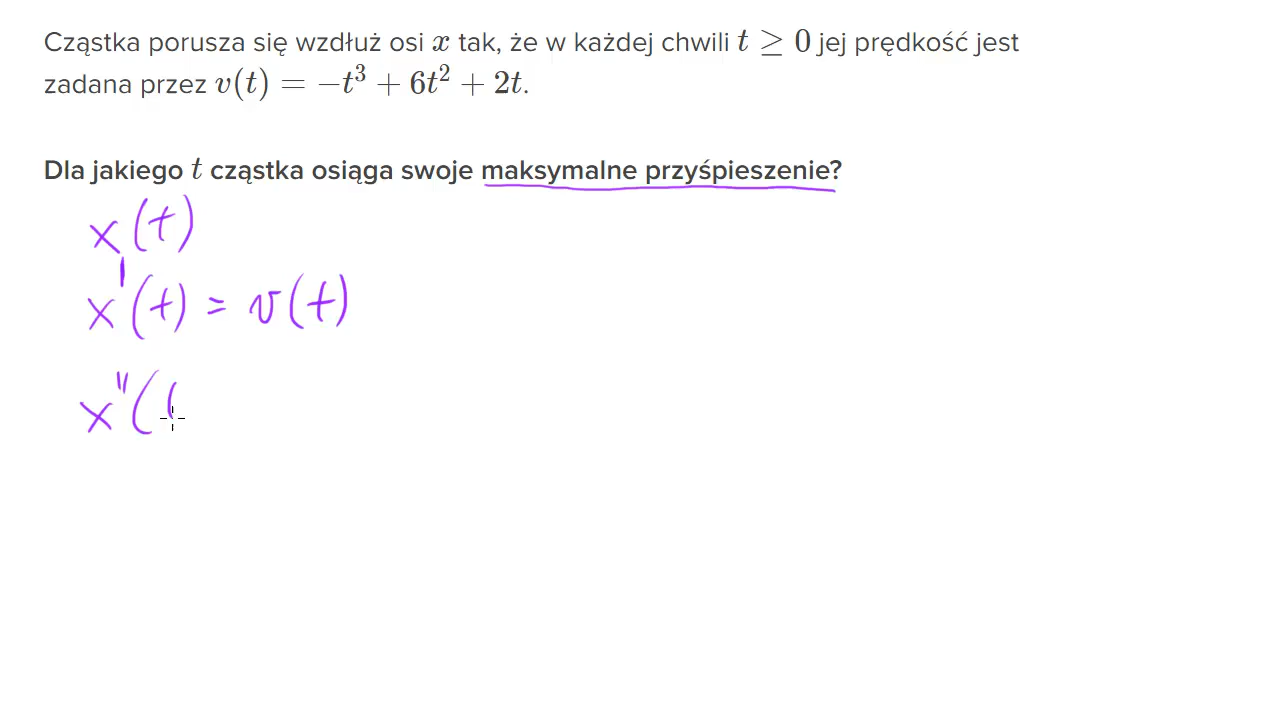 Cząstka porusza się wzdłuż osi x tak, że w każdej chwili t ≥ 0 jej prędkość jest
zadana przez v(t) = −t³ + 6t² + 2t.
Dla jakiego t cząstka osiąga swoje maksymalne przyśpieszenie?
x(t)
x'(t) = v(t)
x"(